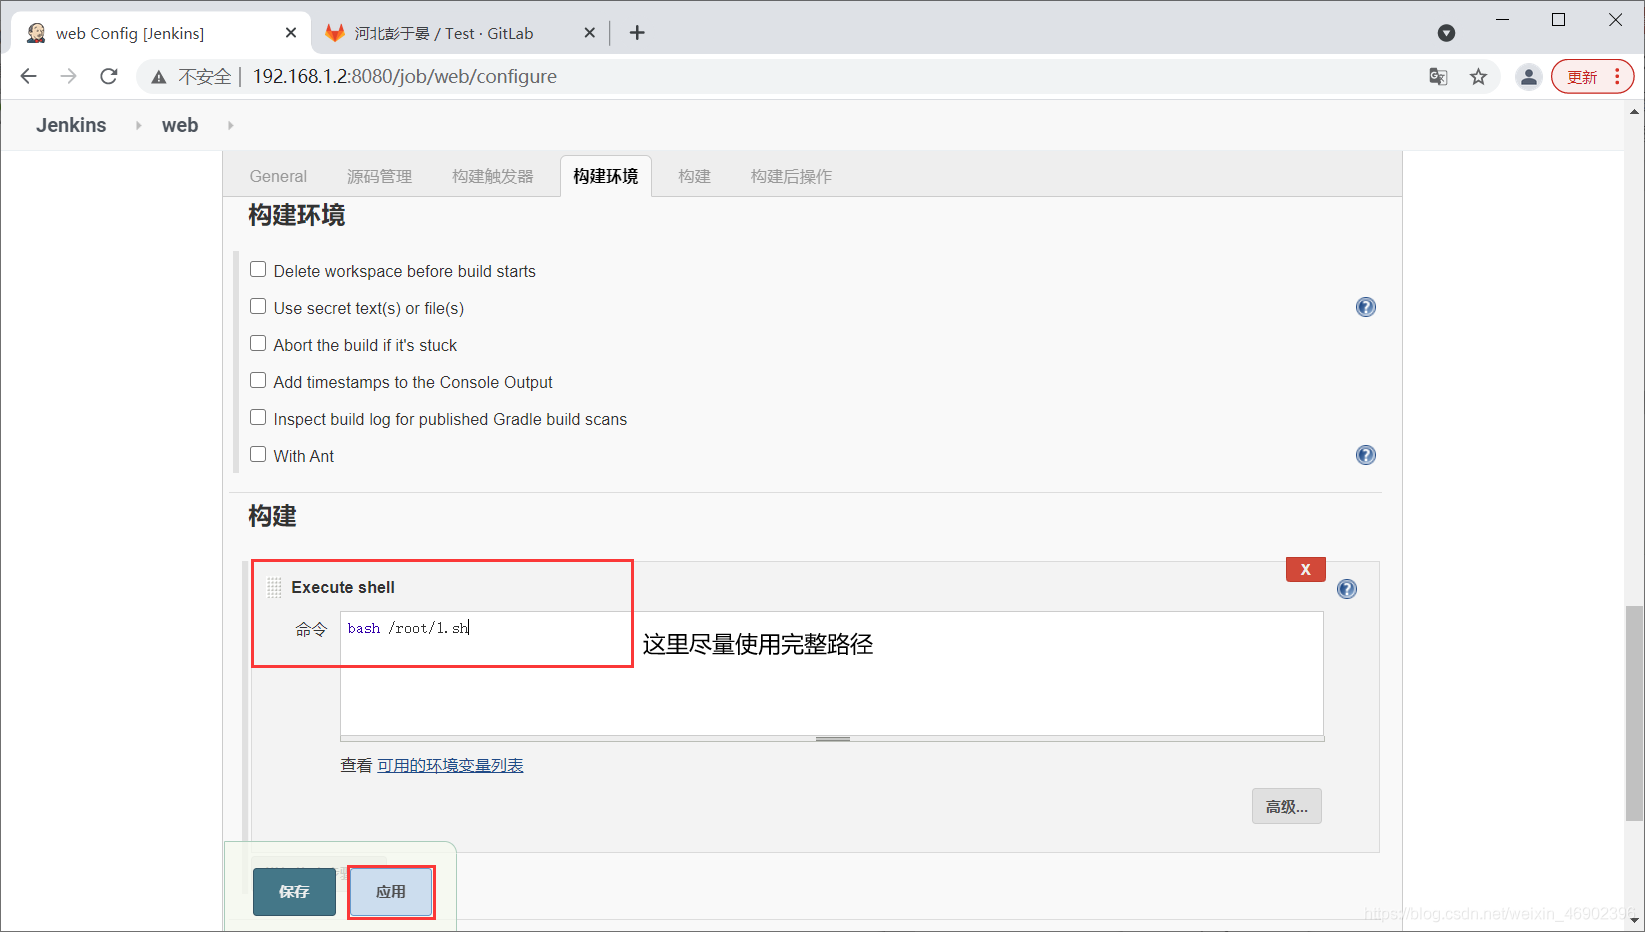 web Config [Jenkins]
河北彭于晏 / Test · GitLab
不安全 | 192.168.1.2:8080/job/web/configure
更新
Jenkins
web
General
源码管理
构建触发器
构建环境
构建
构建后操作
构建环境
Delete workspace before build starts
Use secret text(s) or file(s)
Abort the build if it's stuck
Add timestamps to the Console Output
Inspect build log for published Gradle build scans
With Ant
构建
X
Execute shell
命令
bash /root/1.sh
这里尽量使用完整路径
查看 可用的环境变量列表
高级...
保存
应用
https://blog.csdn.net/weixin_46902396